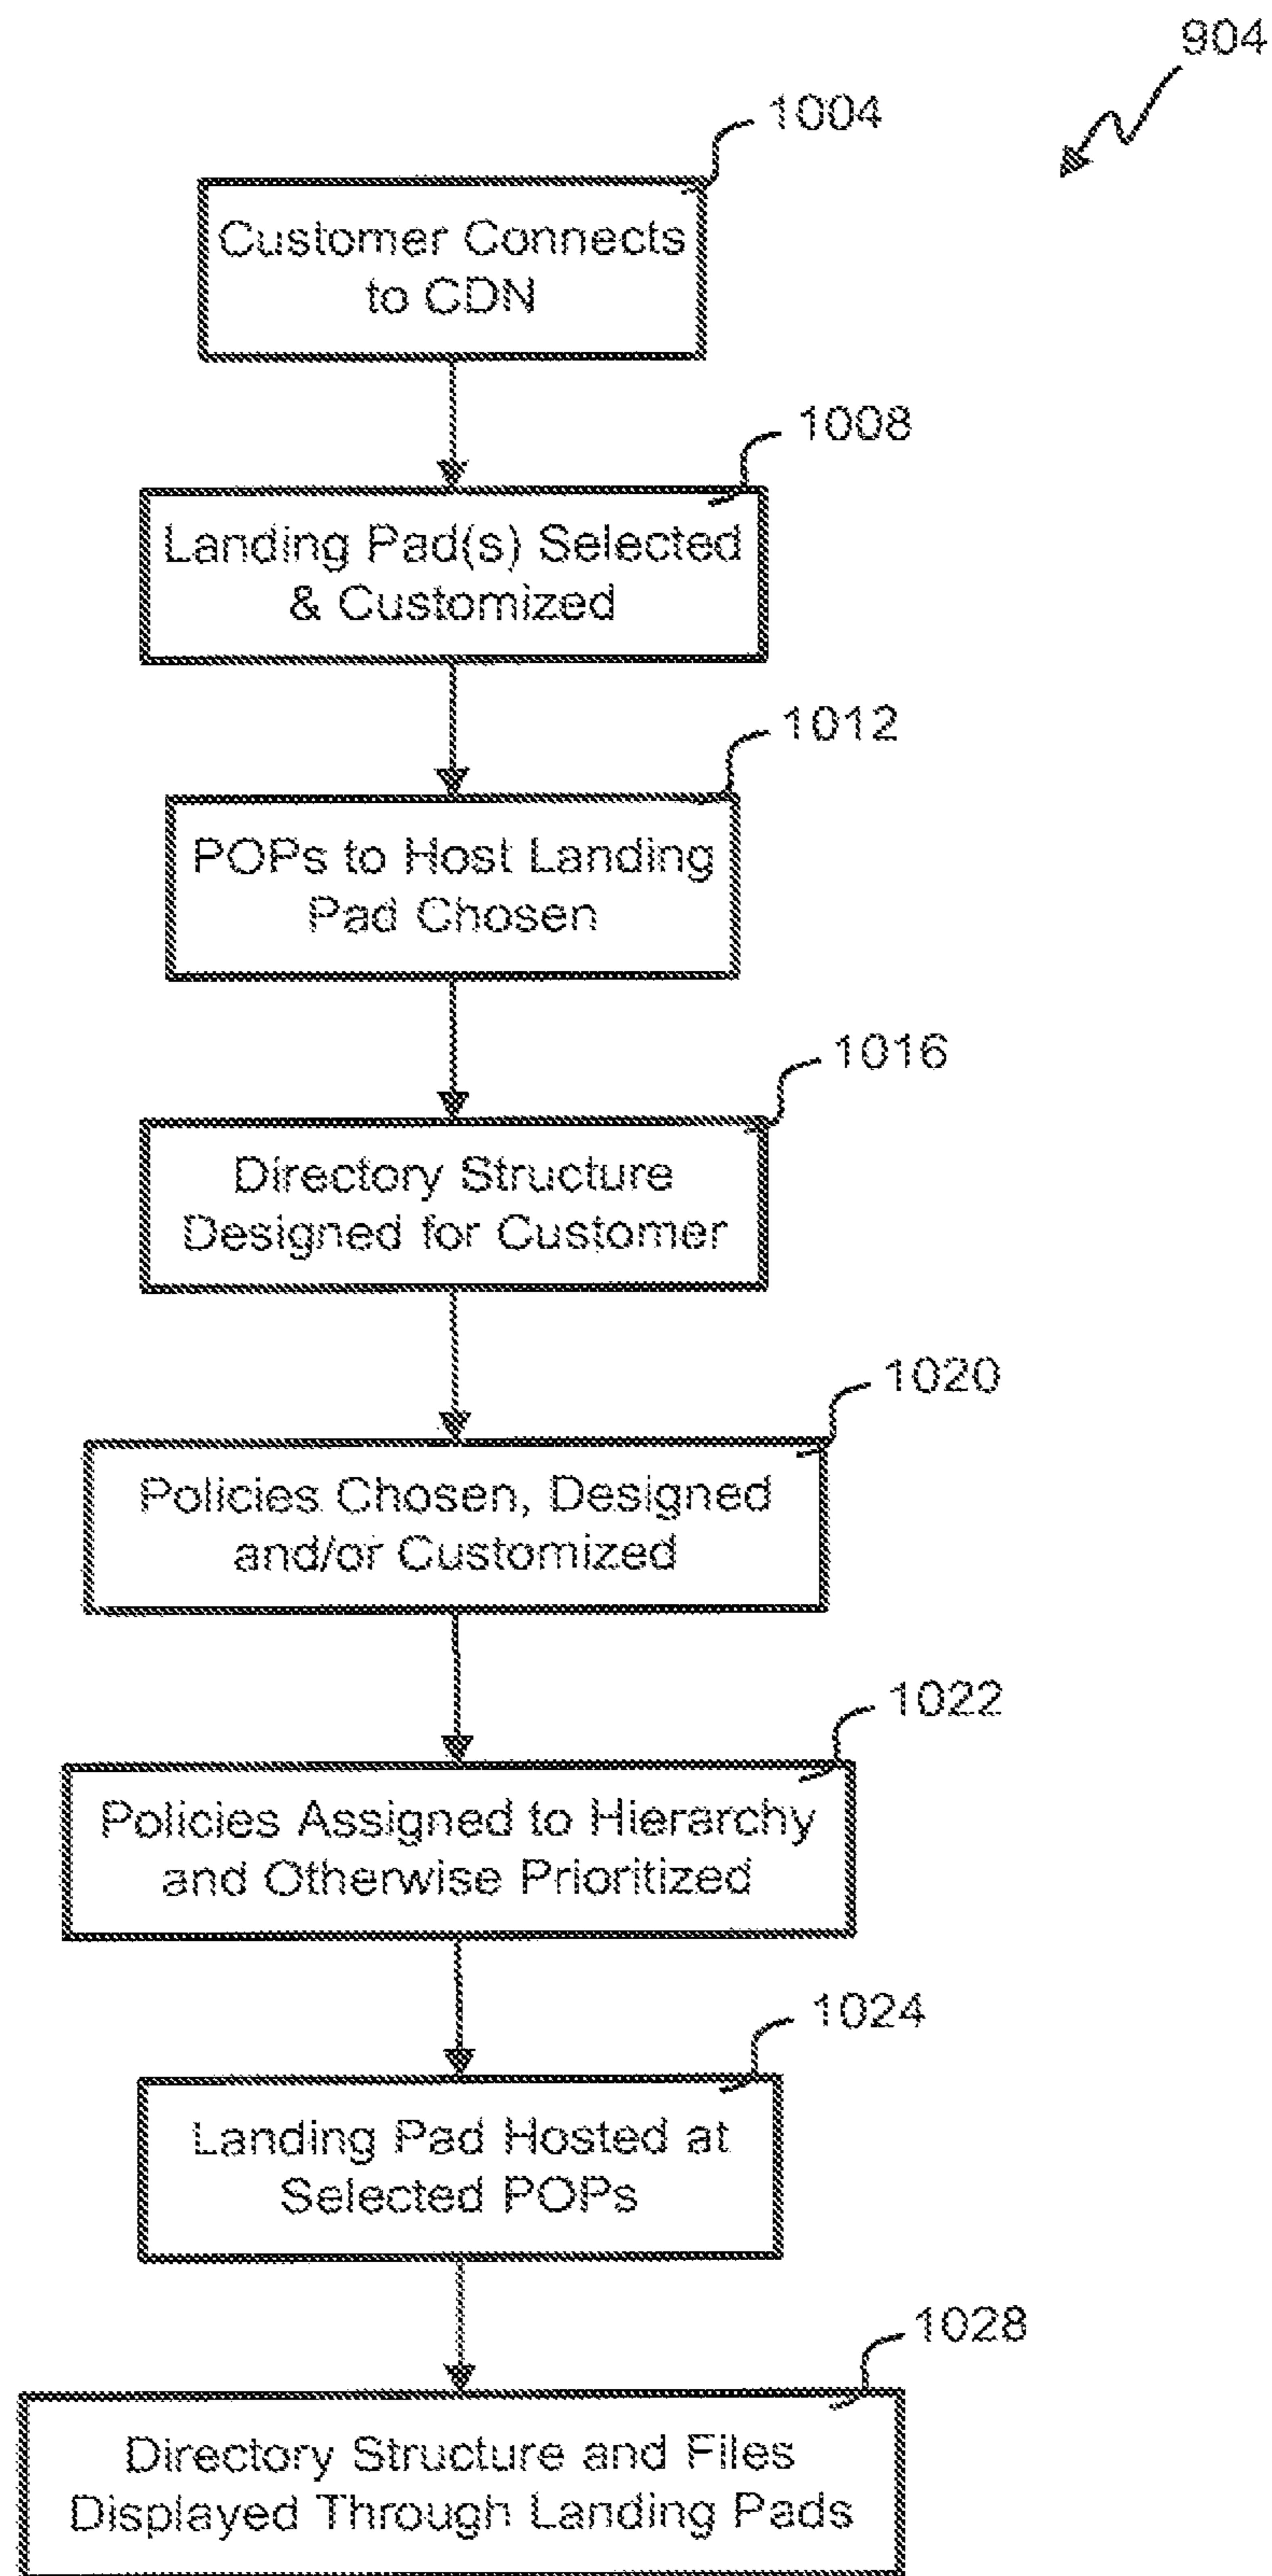 904
1004
Customer Connects
to CDN
1008
Landing Pad(s) Selected
& Customized
1012
POPs to Host Landing
Pad Chosen
1016
Directory Structure
Designed for Customer
1020
Policies Chosen, Designed
and/or Customized
1022
Policies Assigned to Hierarchy
and Otherwise Prioritized
1024
Landing Pad Hosted at
Selected POPs
1028
Directory Structure and Files
Displayed Through Landing Pads